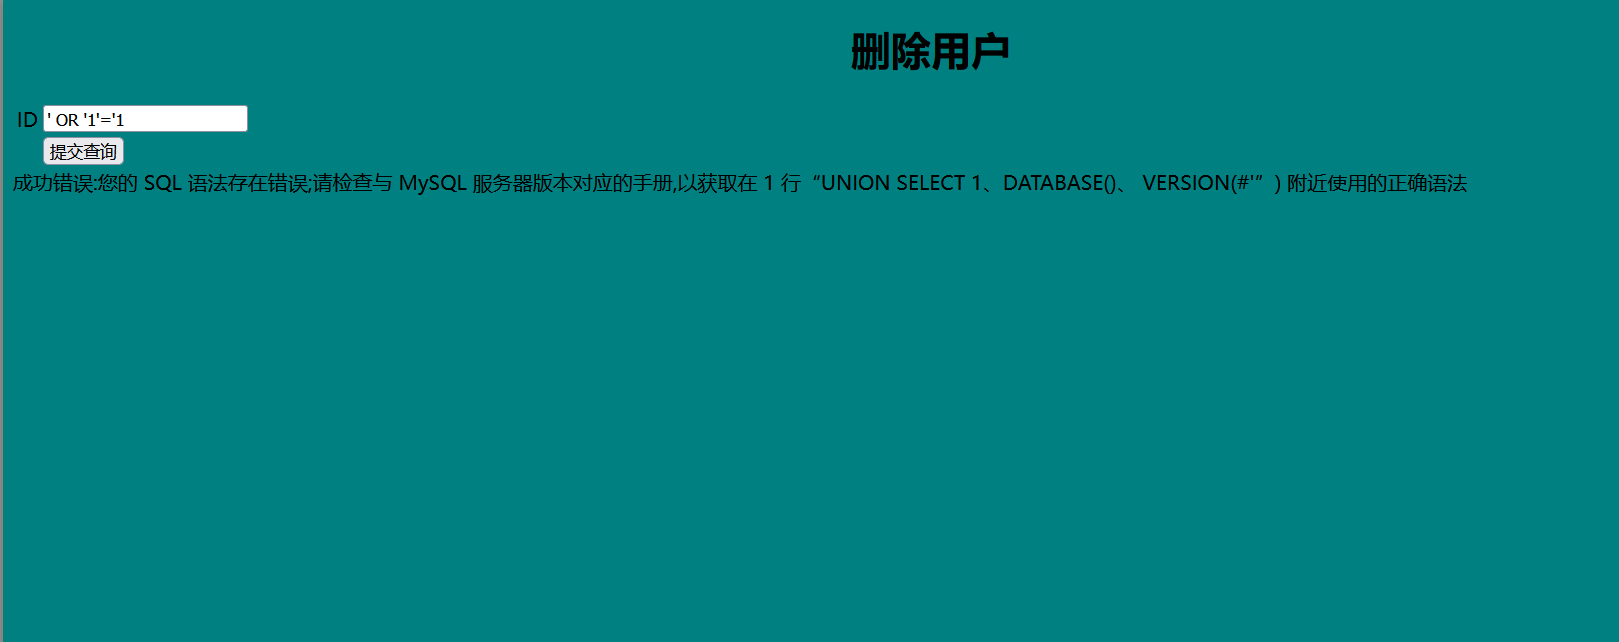 删除用户
ID ' OR '1'='1
提交查询
成功错误:您的 SQL 语法存在错误;请检查与 MySQL 服务器版本对应的手册,以获取在 1 行“UNION SELECT 1、DATABASE()、 VERSION(#'”) 附近使用的正确语法